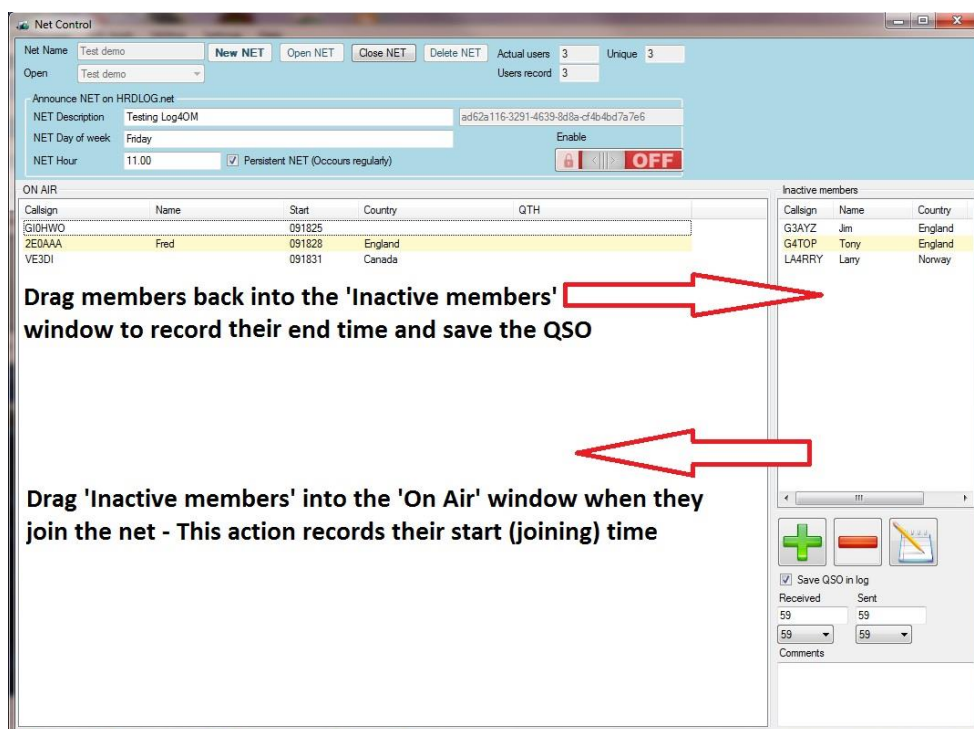 Net Control
Net Name Test demo New NET Open NET Close NET Delete NET Actual users 3 Unique 3
Open Test demo Users record 3
Announce NET on HRDLOG.net
NET Description Testing Log4OM ad62a116-3291-4639-8d8a-cf4b4bd7a7e6
NET Day of week Friday Enable
NET Hour 11.00 Persistent NET (Occours regularly) OFF
ON AIR Inactive members
Callsign Name Start Country QTH Callsign Name Country
GI0HWO 091825 G3AYZ Jim England
2E0AAA Fred 091828 England G4TOP Tony England
VE3DI 091831 Canada LA4RRY Larry Norway
Drag members back into the 'Inactive members'
window to record their end time and save the QSO
Drag 'Inactive members' into the 'On Air' window when they
join the net - This action records their start (joining) time
Save QSO in log
Received Sent
59 59
59 59
Comments